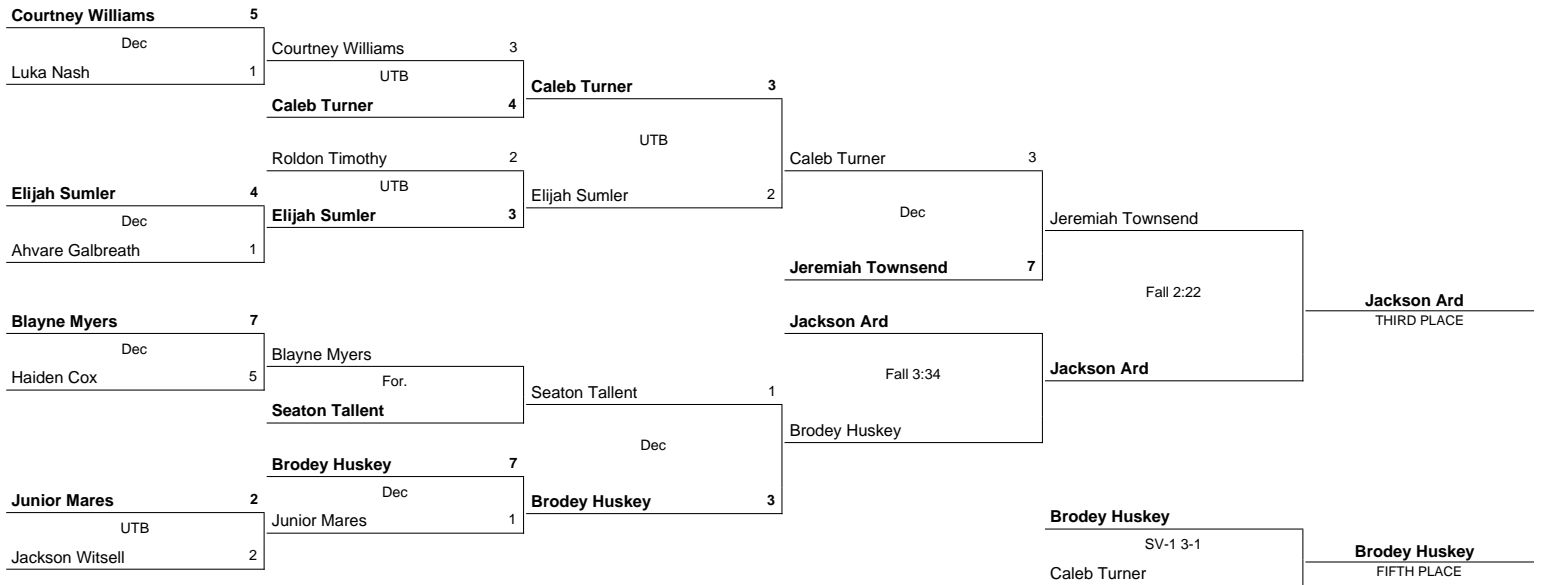 Courtney Williams 5
Dec
Luka Nash 1
Elijah Sumler 4
Dec
Ahvare Galbreath 1
Blayne Myers 7
Dec
Haiden Cox 5
Junior Mares 2
UTB
Jackson Witsell 2
Courtney Williams 3
UTB
Caleb Turner 4
Roldon Timothy 2
UTB
Elijah Sumler 3
Blayne Myers
For.
Seaton Tallent
Brodey Huskey 7
Dec
Junior Mares 1
Caleb Turner 3
UTB
Elijah Sumler 2
Seaton Tallent 1
Dec
Brodey Huskey 3
Caleb Turner 3
Dec
Jeremiah Townsend 7
Jackson Ard
Fall 3:34
Brodey Huskey
Jeremiah Townsend
Fall 2:22
Jackson Ard
Jackson Ard
THIRD PLACE
Brodey Huskey
SV-1 3-1
Caleb Turner
Brodey Huskey
FIFTH PLACE